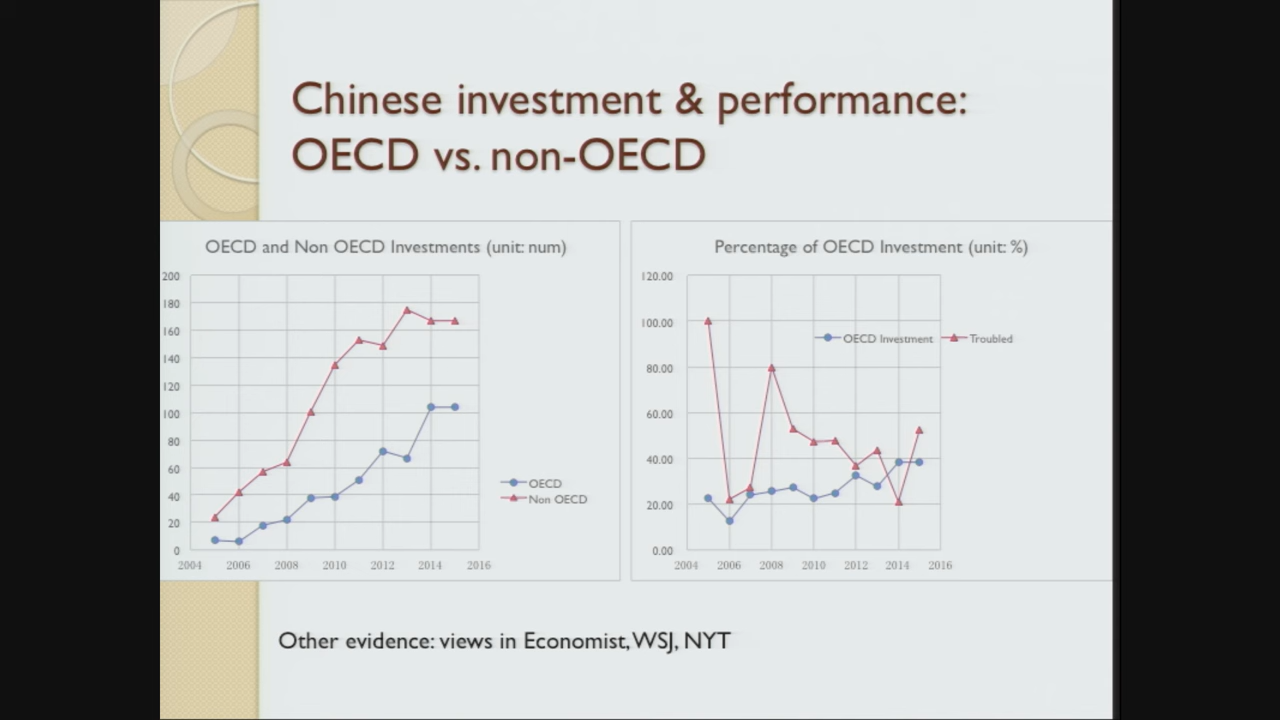 Chinese investment & performance:
OECD vs. non-OECD
OECD and Non OECD Investments (unit: num)
200
180
160
140
120
100
80
60
40
20
0
2004 2006 2008 2010 2012 2014 2016
OECD
Non OECD
Percentage of OECD Investment (unit: %)
120.00
100.00
80.00
60.00
40.00
20.00
0.00
2004 2006 2008 2010 2012 2014 2016
OECD Investment Troubled
Other evidence: views in Economist, WSJ, NYT